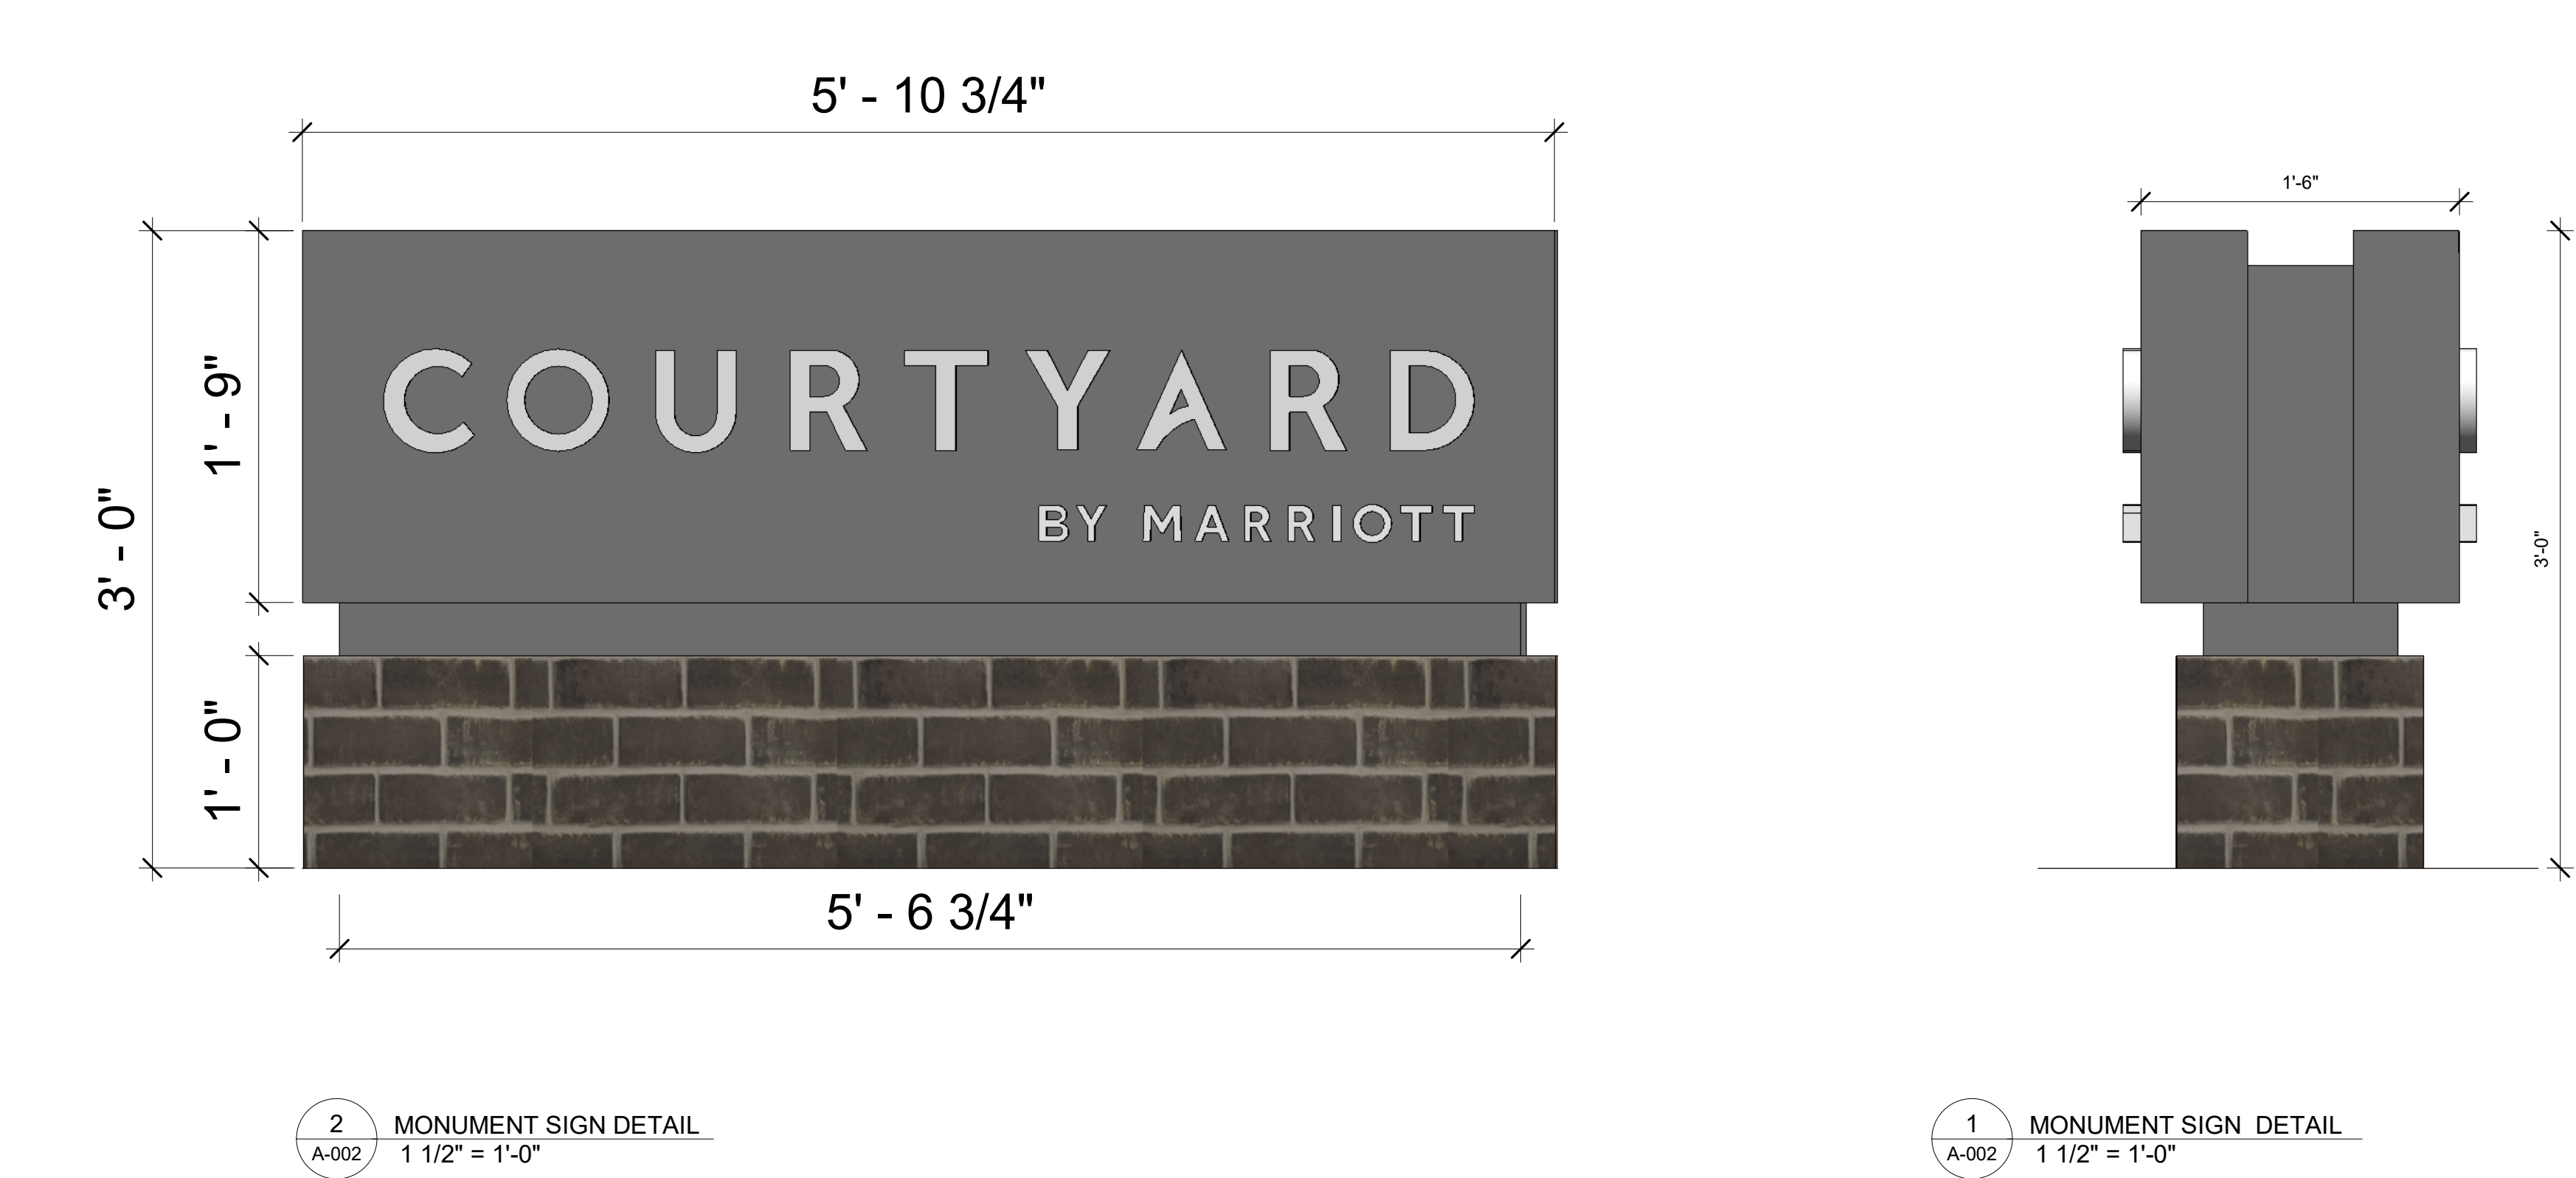 5' - 10 3/4"
1'-6"
3' - 0"
1' - 9"
COURTYARD
BY MARRIOTT
3'-0"
1' - 0"
5' - 6 3/4"
2
A-002
MONUMENT SIGN DETAIL
1 1/2" = 1'-0"
1
A-002
MONUMENT SIGN  DETAIL
1 1/2" = 1'-0"